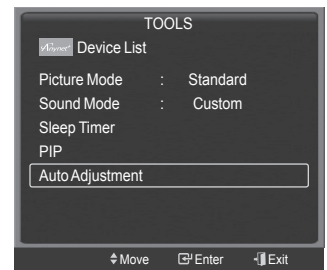 TOOLS
Anynet+ Device List
Picture Mode : Standard
Sound Mode : Custom
Sleep Timer
PIP
Auto Adjustment
Move Enter Exit